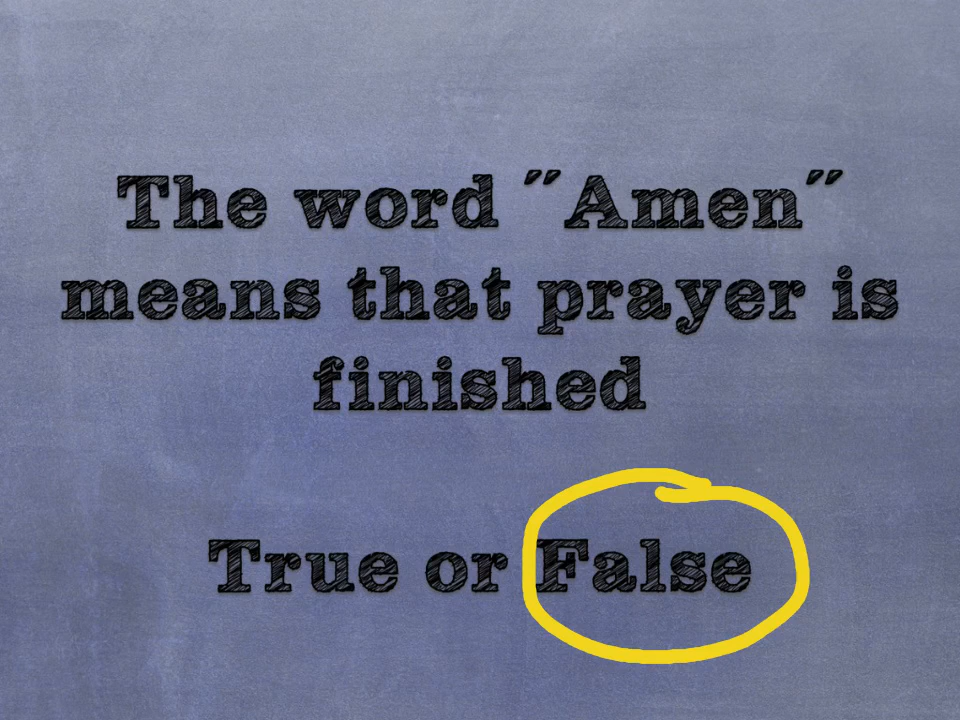 The word "Amen"
means that prayer is
finished
True or False